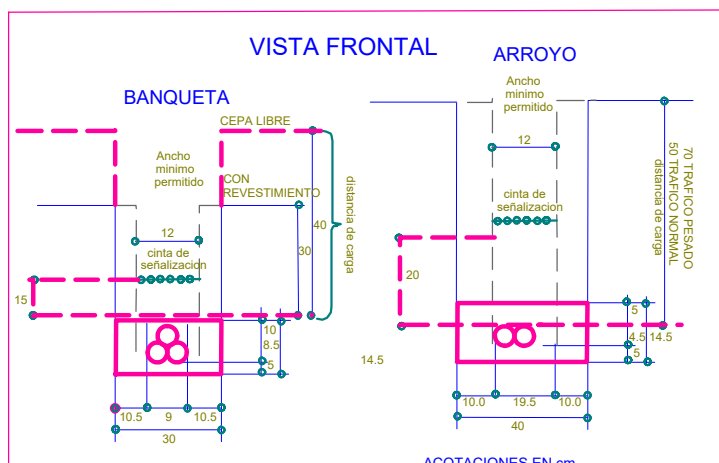 VISTA FRONTAL
BANQUETA
ARROYO
CEPA LIBRE
Ancho
minimo
permitido
CON
REVESTIMIENTO
12
cinta de
señalizacion
15
40
30
distancia de carga
10
8.5
5
10.5
9
10.5
30
Ancho
minimo
permitido
12
cinta de
señalizacion
20
70 TRAFICO PESADO
50 TRAFICO NORMAL
distancia de carga
5
4.5
14.5
5
14.5
10.0
19.5
10.0
40
ACOTACIONES EN cm